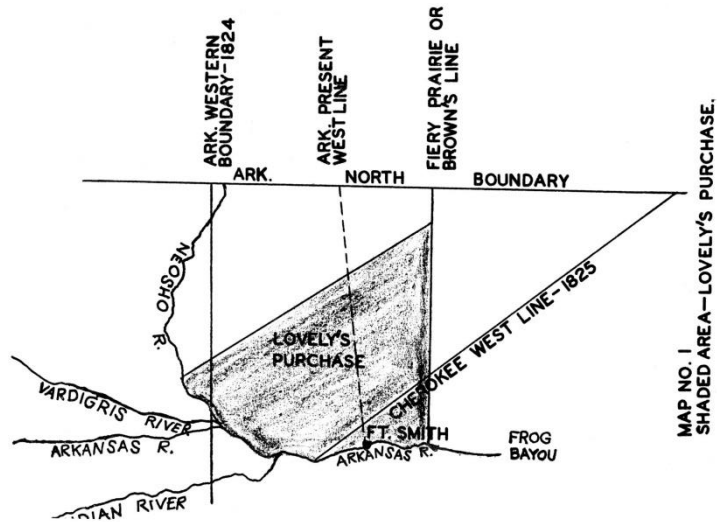 ARK. WESTERN
BOUNDARY-1824
ARK. PRESENT
WEST LINE
FIERY PRAIRIE OR
BROWN'S LINE
ARK. NORTH BOUNDARY
NEOSHO R.
LOVELY'S
PURCHASE
CHEROKEE WEST LINE-1825
VARDIGRIS RIVER
ARKANSAS R.
FT. SMITH
ARKANSAS R.
FROG
BAYOU
DIAN RIVER
MAP NO. 1
SHADED AREA-LOVELY'S PURCHASE.